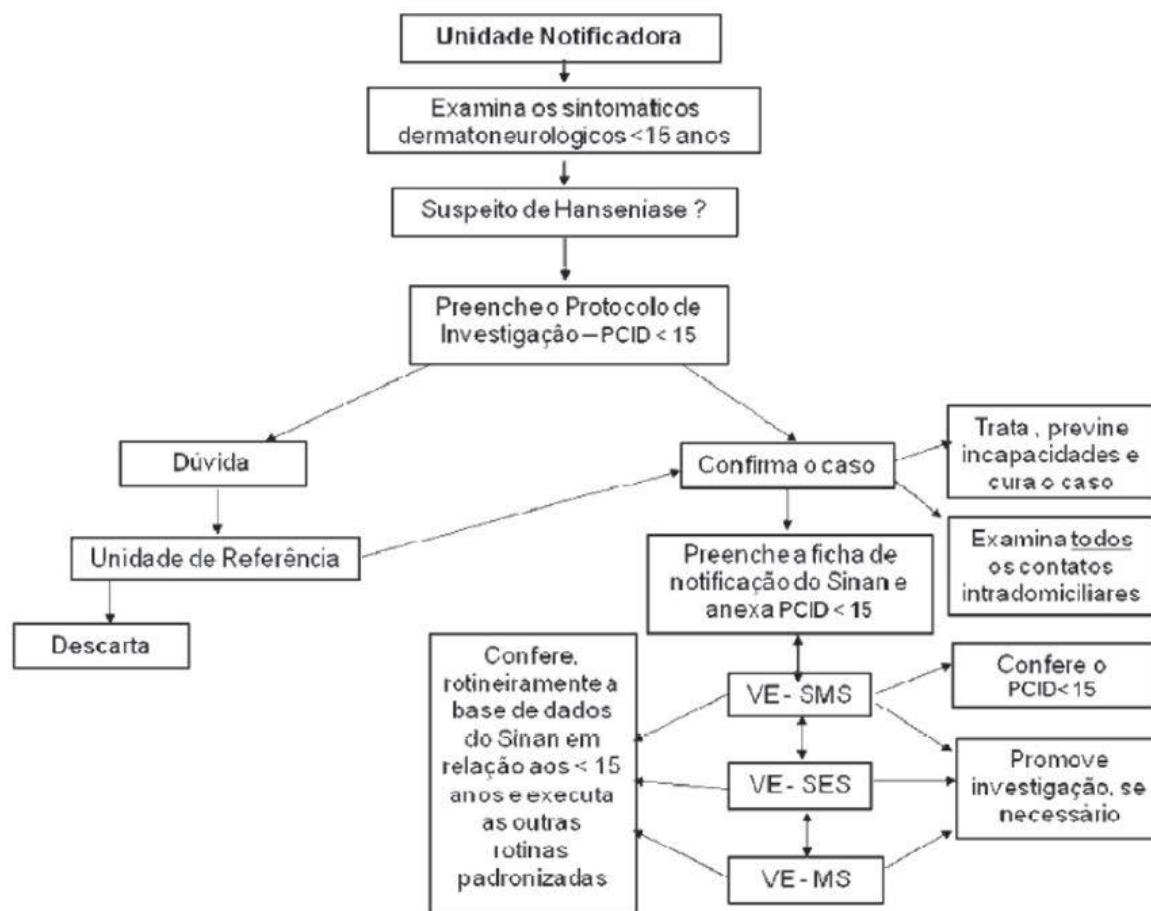 Unidade Notificadora
Examina os sintomáticos
dermatoneurológicos <15 anos
Suspeito de Hanseníase ?
Preenche o Protocolo de
Investigação – PCID < 15
Dúvida
Confirma o caso
Trata , previne
incapacidades e
cura o caso
Unidade de Referência
Examina todos
os contatos
intradomiciliares
Preenche a ficha de
notificação do Sinan e
anexa PCID < 15
Descarta
Confere,
rotineiramente a
base de dados
do Sinan em
relação aos < 15
anos e executa
as outras
rotinas
padronizadas
VE - SMS
Confere o
PCID<15
VE - SES
Promove
investigação, se
necessário
VE - MS